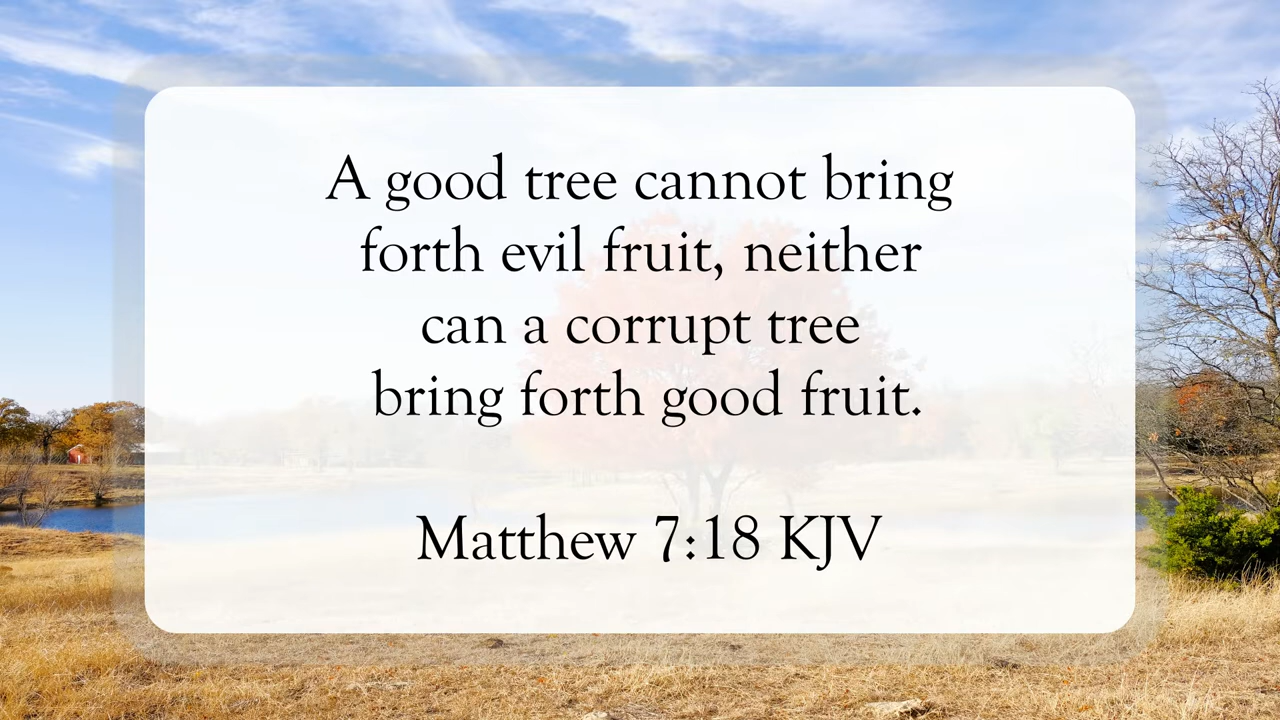 A good tree cannot bring
forth evil fruit, neither
can a corrupt tree
bring forth good fruit.
Matthew 7:18 KJV